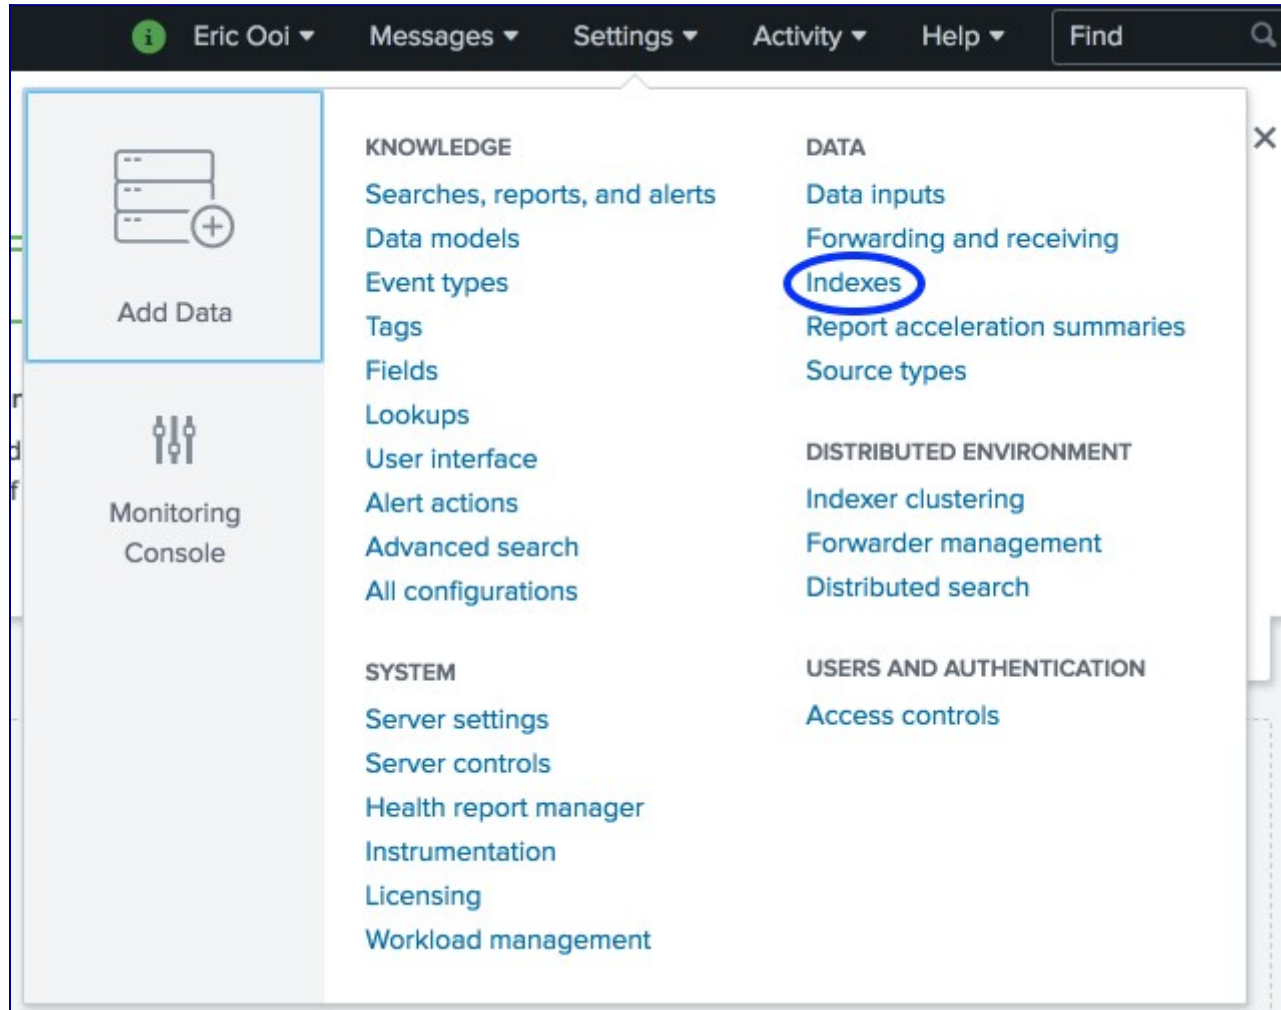 i Eric Ooi Messages Settings Activity Help Find
Add Data
Monitoring
Console
KNOWLEDGE
Searches, reports, and alerts
Data models
Event types
Tags
Fields
Lookups
User interface
Alert actions
Advanced search
All configurations
SYSTEM
Server settings
Server controls
Health report manager
Instrumentation
Licensing
Workload management
DATA
Data inputs
Forwarding and receiving
Indexes
Report acceleration summaries
Source types
DISTRIBUTED ENVIRONMENT
Indexer clustering
Forwarder management
Distributed search
USERS AND AUTHENTICATION
Access controls